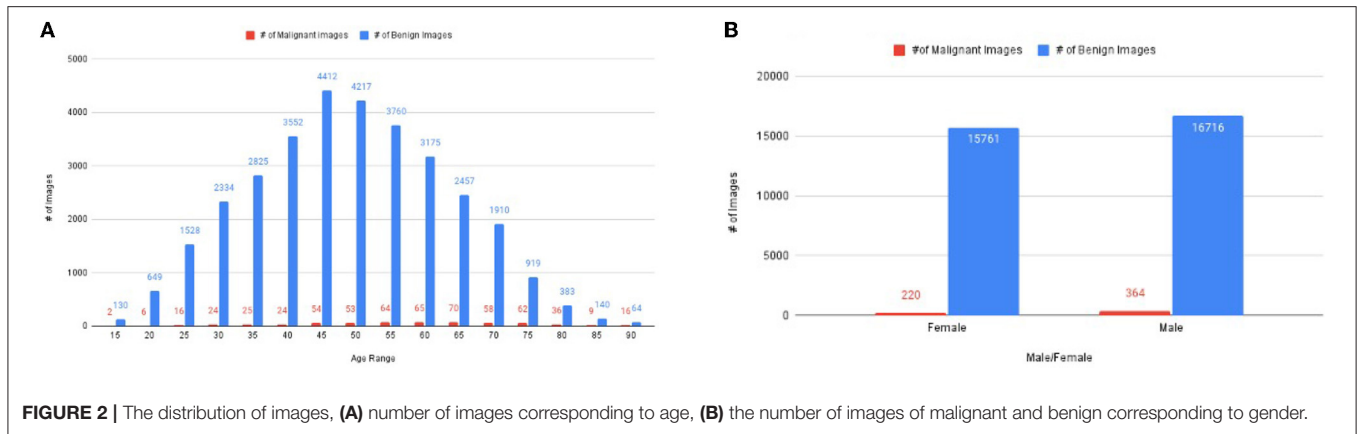 A
# of Malignant images # of Benign Images
# of Images
5000
4000
3000
2000
1000
0
2 130
6 649
16 1528
24 2334
25 2825
24 3552
54 4412
53 4217
64 3760
65 3175
70 2457
58 1910
62 919
36 383
9 140
16 64
15 20 25 30 35 40 45 50 55 60 65 70 75 80 85 90
Age Range
B
#of Malignant Images # of Benign Images
# of Images
20000
15000
10000
5000
0
220 15761
364 16716
Female Male
Male/Female
FIGURE 2 | The distribution of images, (A) number of images corresponding to age, (B) the number of images of malignant and benign corresponding to gender.